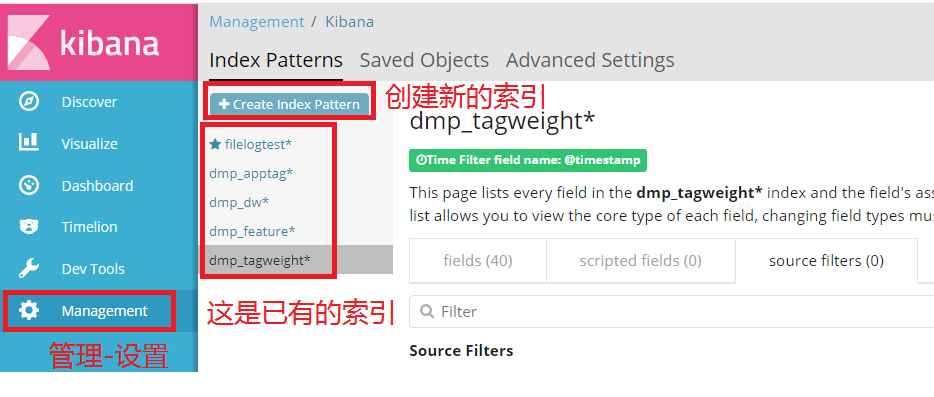 kibana
Discover
Visualize
Dashboard
Timelion
Dev Tools
Management
管理-设置
Management / Kibana
Index Patterns Saved Objects Advanced Settings
+ Create Index Pattern
创建新的索引
filelogtest*
dmp_apptag*
dmp_dw*
dmp_feature*
dmp_tagweight*
这是已有的索引
dmp_tagweight*
Time Filter field name: @timestamp
This page lists every field in the dmp_tagweight* index and the field's ass
list allows you to view the core type of each field, changing field types mus
fields (40) scripted fields (0) source filters (0)
Filter
Source Filters